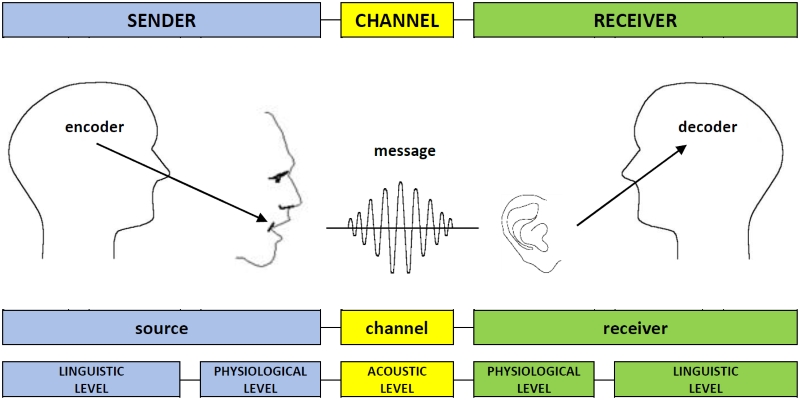 SENDER
CHANNEL
RECEIVER
encoder
decoder
message
source
channel
receiver
LINGUISTIC
LEVEL
PHYSIOLOGICAL
LEVEL
ACOUSTIC
LEVEL
PHYSIOLOGICAL
LEVEL
LINGUISTIC
LEVEL